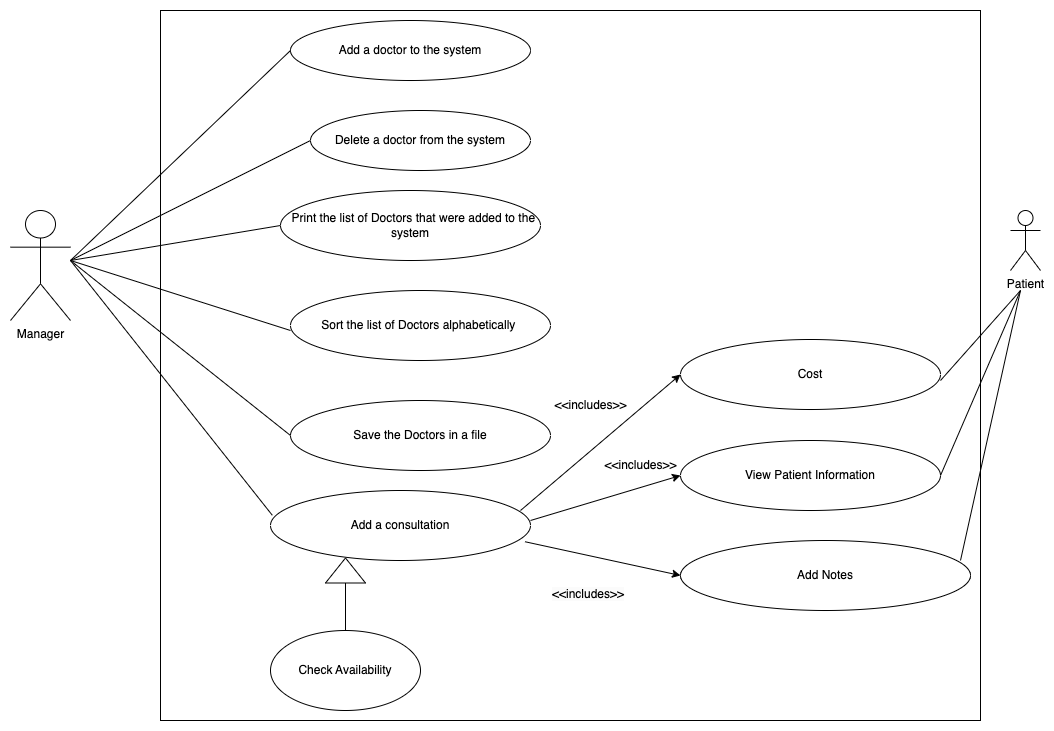 Add a doctor to the system
Delete a doctor from the system
Print the list of Doctors that were added to the
system
Manager
Patient
Sort the list of Doctors alphabetically
Cost
<<includes>>
Save the Doctors in a file
<<includes>>
View Patient Information
Add a consultation
Add Notes
<<includes>>
Check Availability